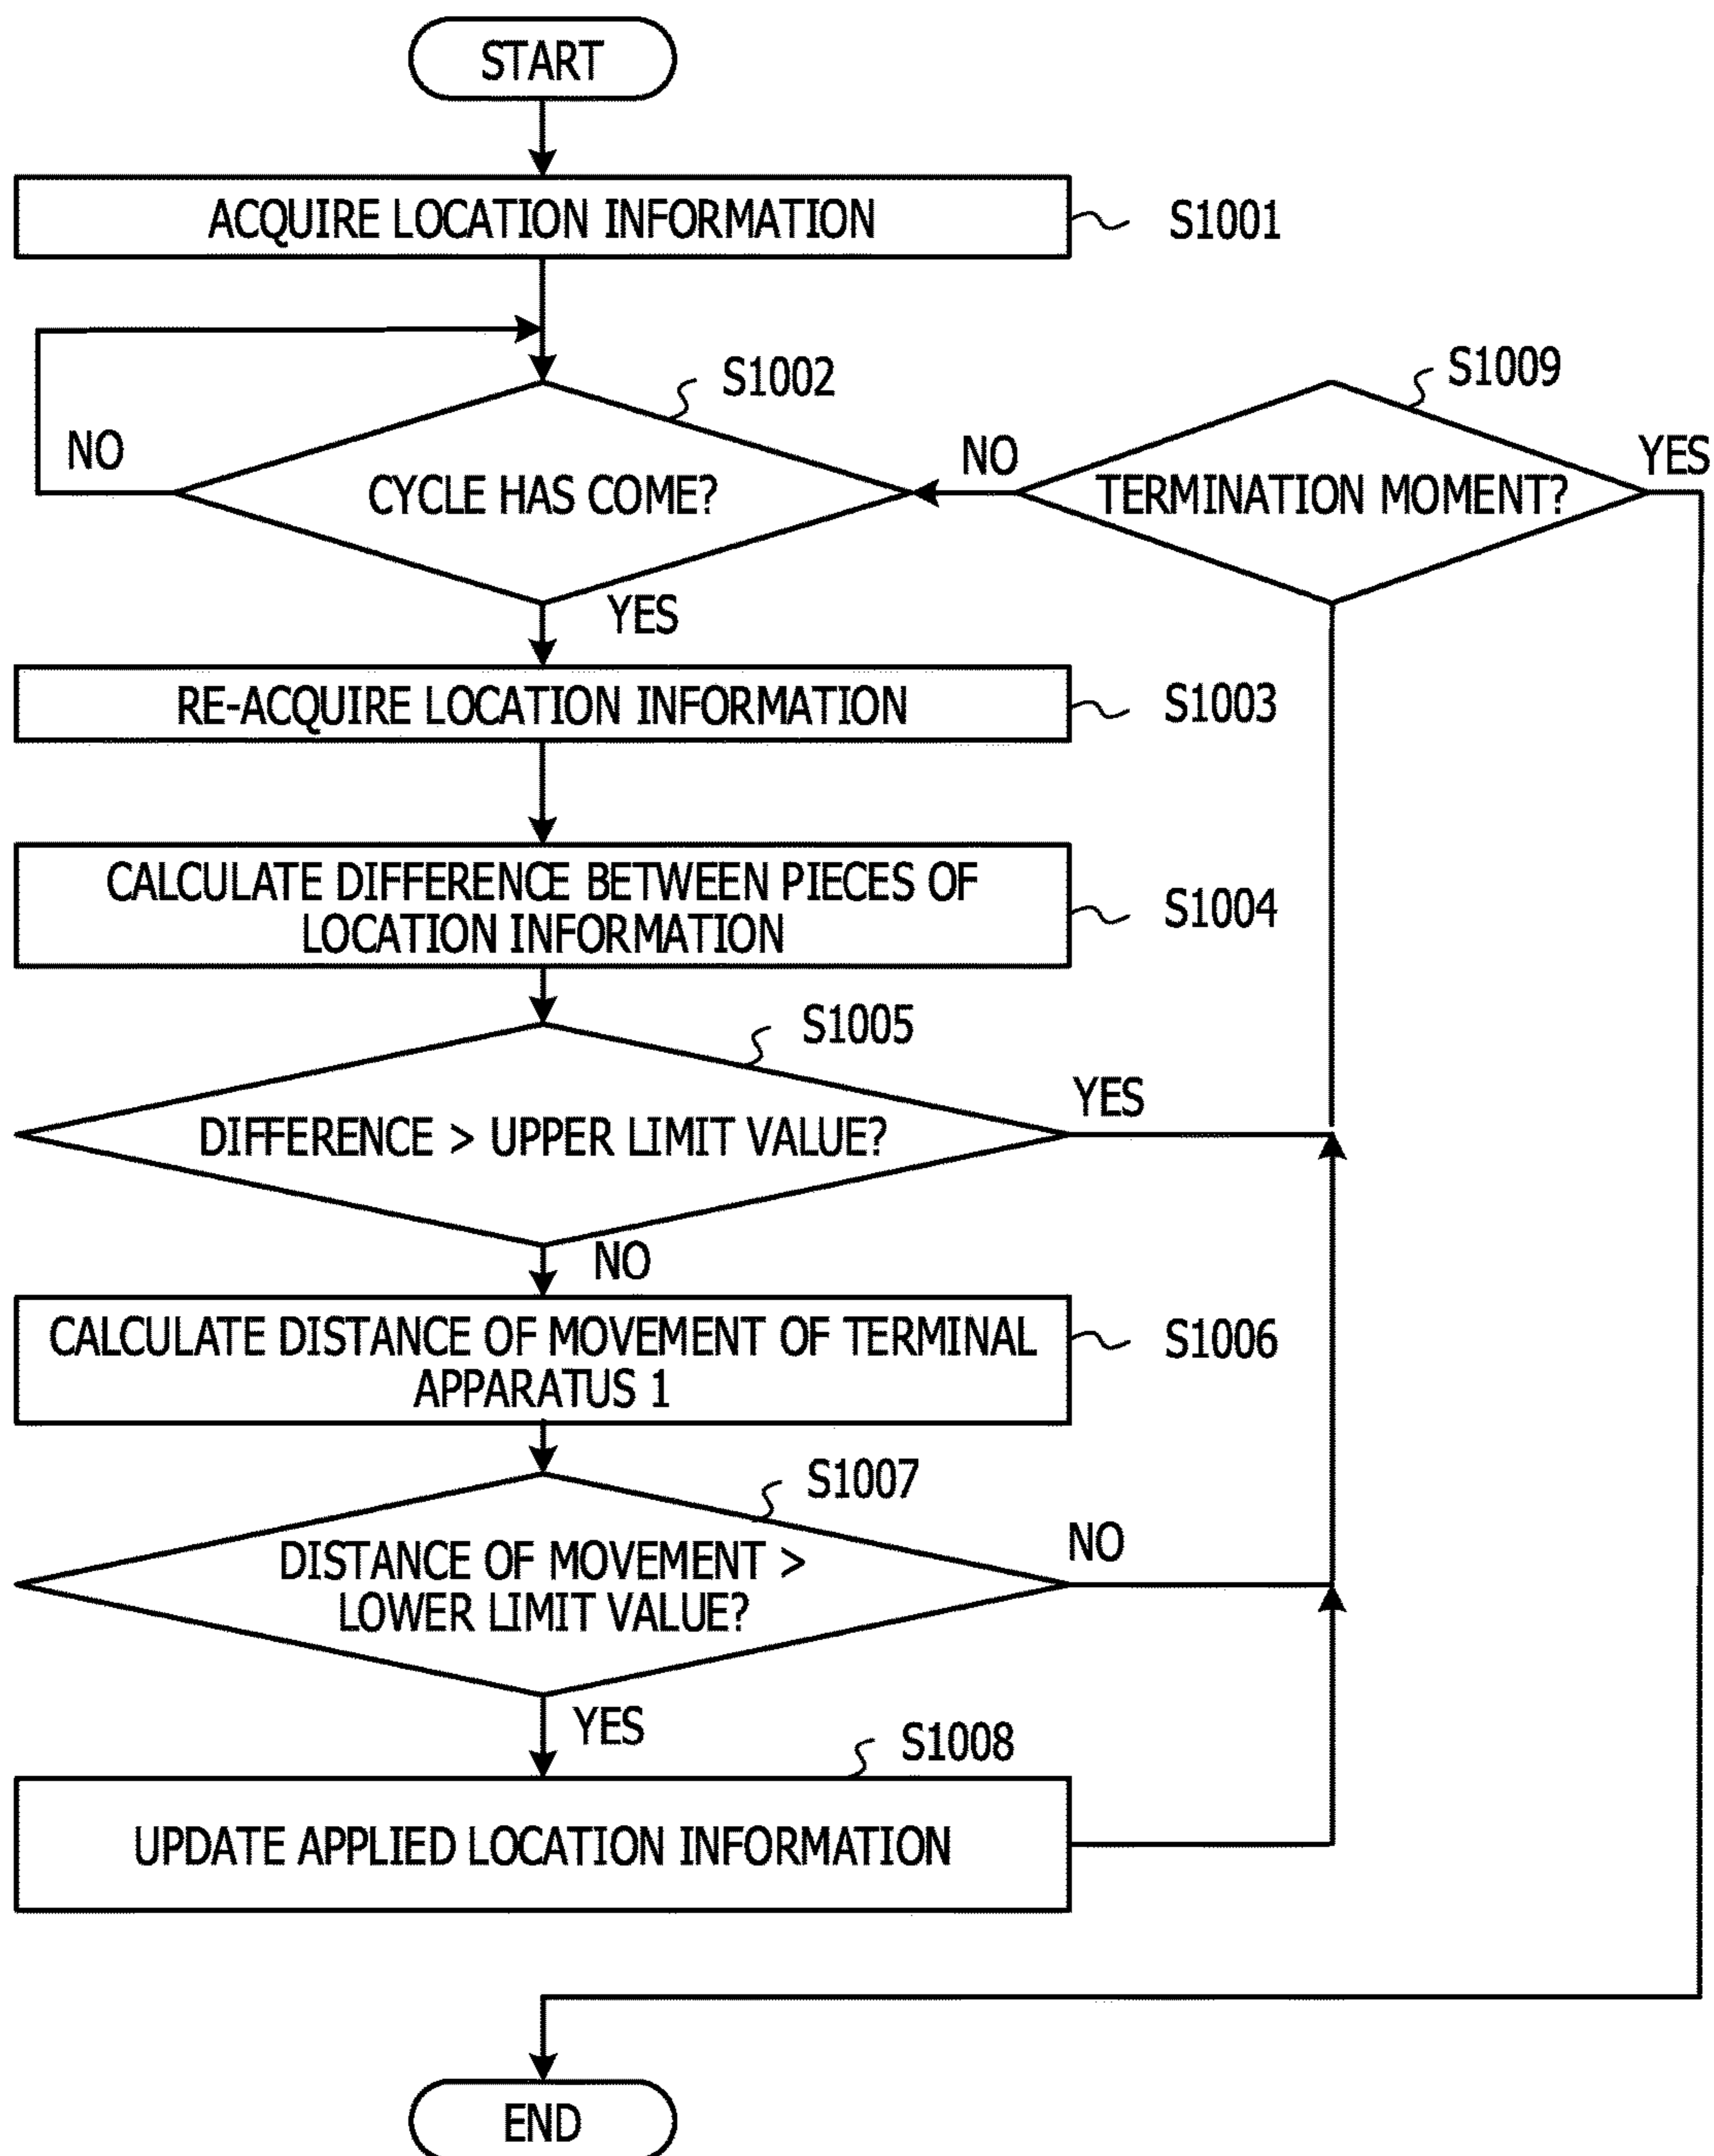 START
ACQUIRE LOCATION INFORMATION
S1001
S1002
S1009
NO
CYCLE HAS COME?
NO
TERMINATION MOMENT?
YES
YES
RE-ACQUIRE LOCATION INFORMATION
S1003
CALCULATE DIFFERENCE BETWEEN PIECES OF
LOCATION INFORMATION
S1004
S1005
DIFFERENCE > UPPER LIMIT VALUE?
YES
NO
CALCULATE DISTANCE OF MOVEMENT OF TERMINAL
APPARATUS 1
S1006
S1007
DISTANCE OF MOVEMENT >
LOWER LIMIT VALUE?
NO
YES
S1008
UPDATE APPLIED LOCATION INFORMATION
END